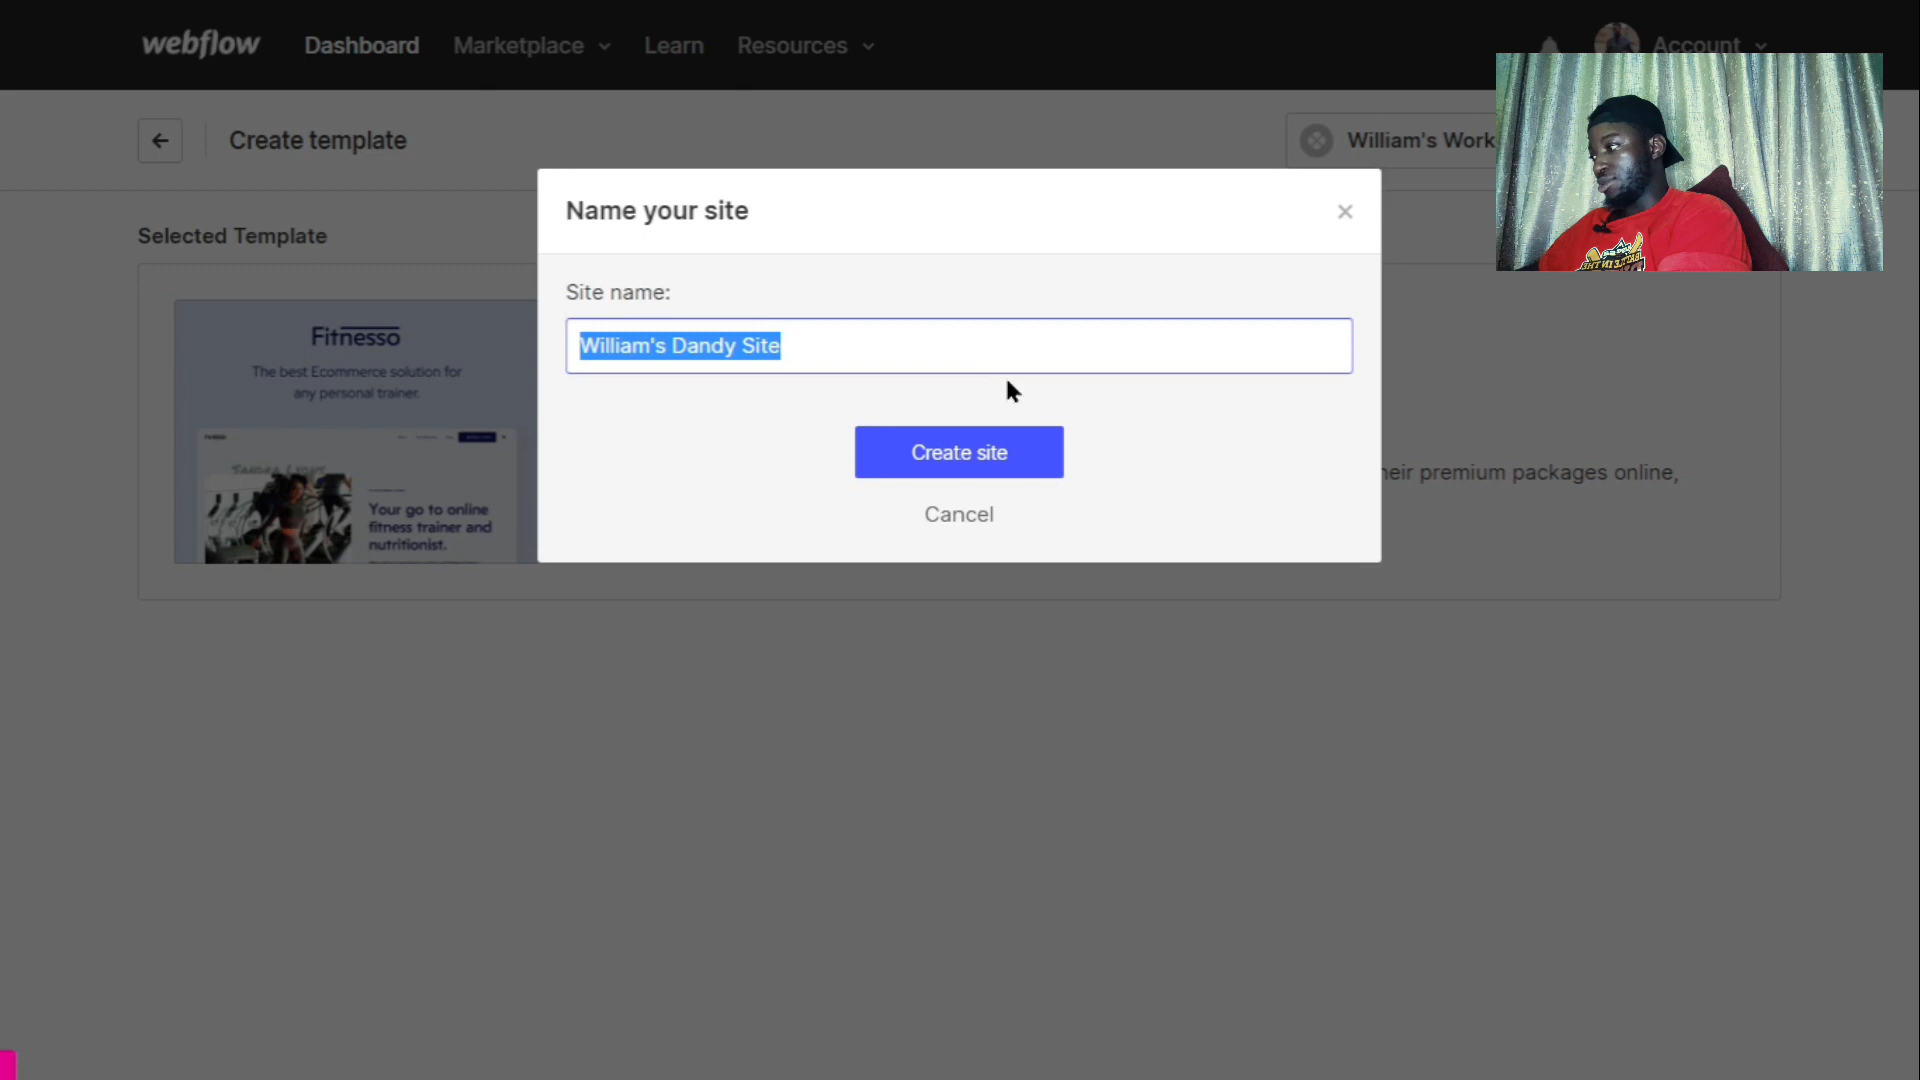 webflow
Dashboard
Marketplace
Learn
Resources
Account
Create template
William's Work
Name your site
Selected Template
Site name:
William's Dandy Site
Fitnesso
The best Ecommerce solution for
any personal trainer.
Create site
heir premium packages online,
Your go to online
fitness trainer and
nutritionist.
Cancel